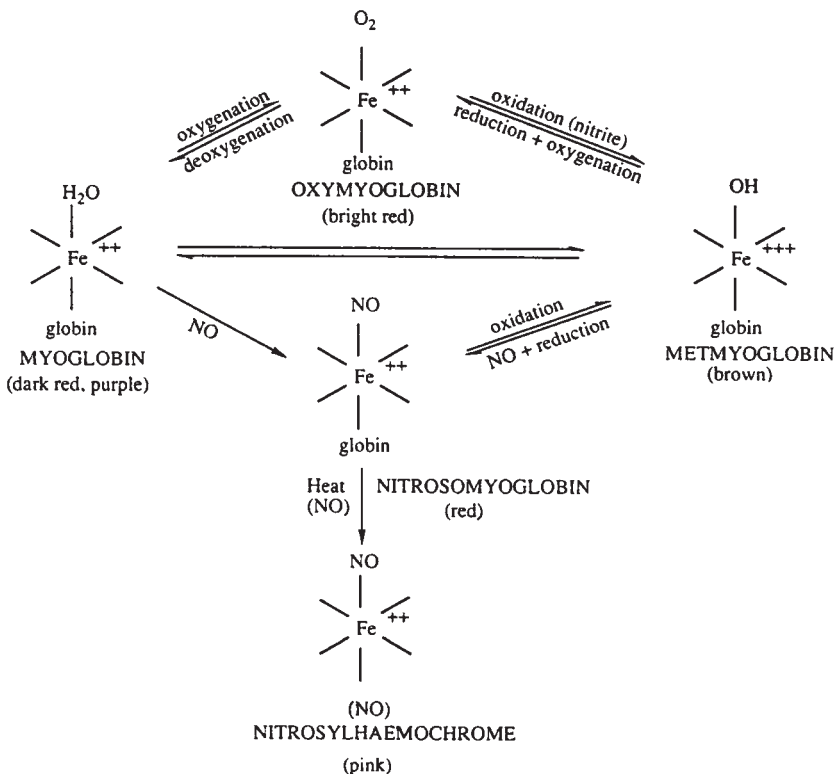 O₂
Fe ++
globin
OXYMYOGLOBIN
(bright red)
oxygenation
deoxygenation
oxidation (nitrite)
reduction + oxygenation
H₂O
Fe ++
globin
MYOGLOBIN
(dark red, purple)
OH
Fe +++
globin
METMYOGLOBIN
(brown)
NO
NO
Fe ++
globin
oxidation
NO + reduction
Heat
(NO)
NITROSOMYOGLOBIN
(red)
NO
Fe ++
(NO)
NITROSYLHAEMOCHROME
(pink)